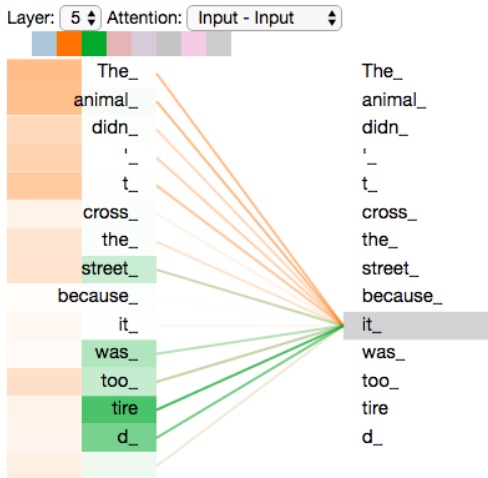 Layer: 5 Attention: Input - Input
The_ The_
animal_ animal_
didn_ didn_
'_ '_
t_ t_
cross_ cross_
the_ the_
street_ street_
because_ because_
it_ it_
was_ was_
too_ too_
tire tire
d_ d_